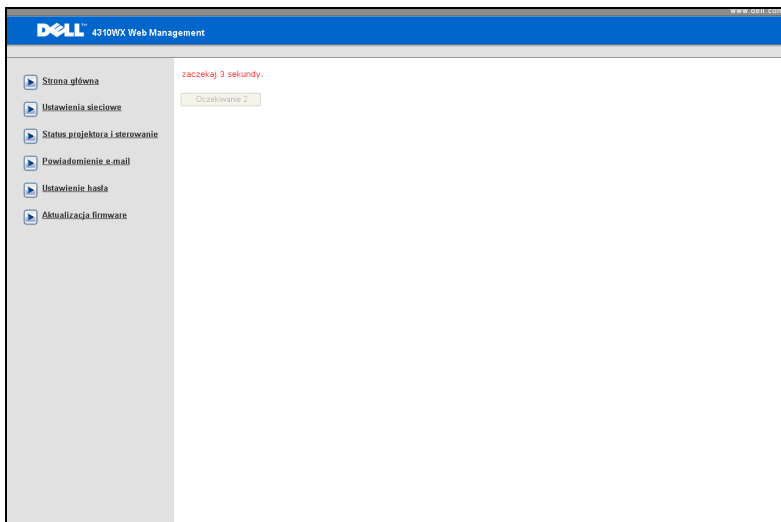 www.dell.com
DELL™ 4310WX Web Management
zaczekaj 3 sekundy.
Oczekiwanie 2
Strona główna
Ustawienia sieciowe
Status projektora i sterowanie
Powiadomienie e-mail
Ustawienie hasła
Aktualizacja firmware